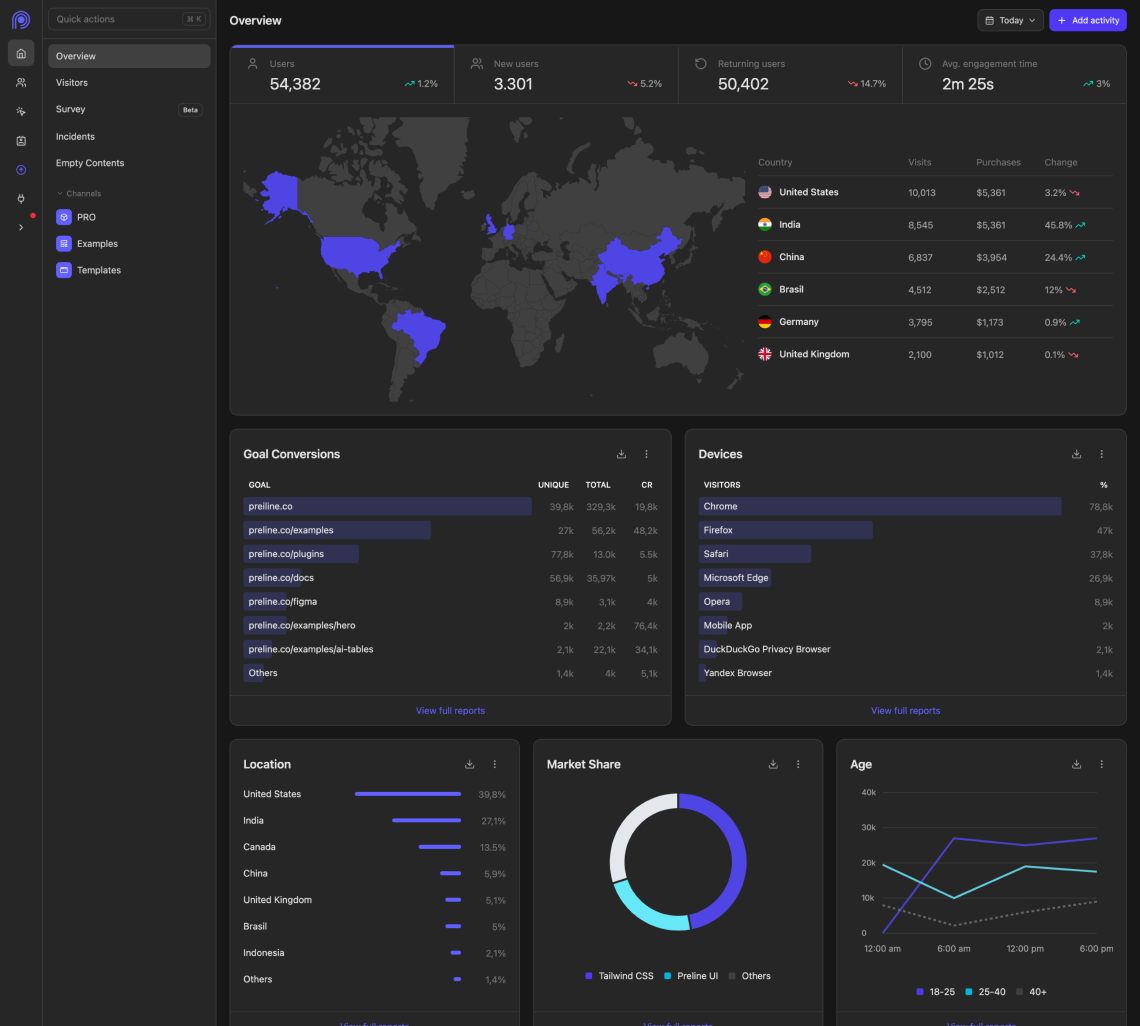 Quick actions
⌘ K
Overview
Visitors
Survey
Beta
Incidents
Empty Contents
Channels
PRO
Examples
Templates
Overview
Today
Add activity
Users
54,382
1.2%
New users
3.301
5.2%
Returning users
50,402
14.7%
Avg. engagement time
2m 25s
3%
Country Visits Purchases Change
United States 10,013 $5,361 3.2%
India 8,545 $5,361 45.8%
China 6,837 $3,954 24.4%
Brasil 4,512 $2,512 12%
Germany 3,795 $1,173 0.9%
United Kingdom 2,100 $1,012 0.1%
Goal Conversions
GOAL UNIQUE TOTAL CR
preiline.co 39,8k 329,3k 19,8k
preline.co/examples 27k 56,2k 48,2k
preline.co/plugins 77,8k 13.0k 5.5k
preline.co/docs 56,9k 35,97k 5k
preline.co/figma 8,9k 3,1k 4k
preline.co/examples/hero 2k 2,2k 76,4k
preline.co/examples/ai-tables 2,1k 22,1k 34,1k
Others 1,4k 4k 5,1k
View full reports
Devices
VISITORS %
Chrome 78,8k
Firefox 47k
Safari 37,8k
Microsoft Edge 26,9k
Opera 8,9k
Mobile App 2k
DuckDuckGo Privacy Browser 2,1k
Yandex Browser 1,4k
View full reports
Location
United States 39,8%
India 27,1%
Canada 13.5%
China 5,9%
United Kingdom 5,1%
Brasil 5%
Indonesia 2,1%
Others 1,4%
View full reports
Market Share
Tailwind CSS Preline UI Others
View full reports
Age
40k
30k
20k
10k
0
12:00 am 6:00 am 12:00 pm 6:00 pm
18-25 25-40 40+
View full reports